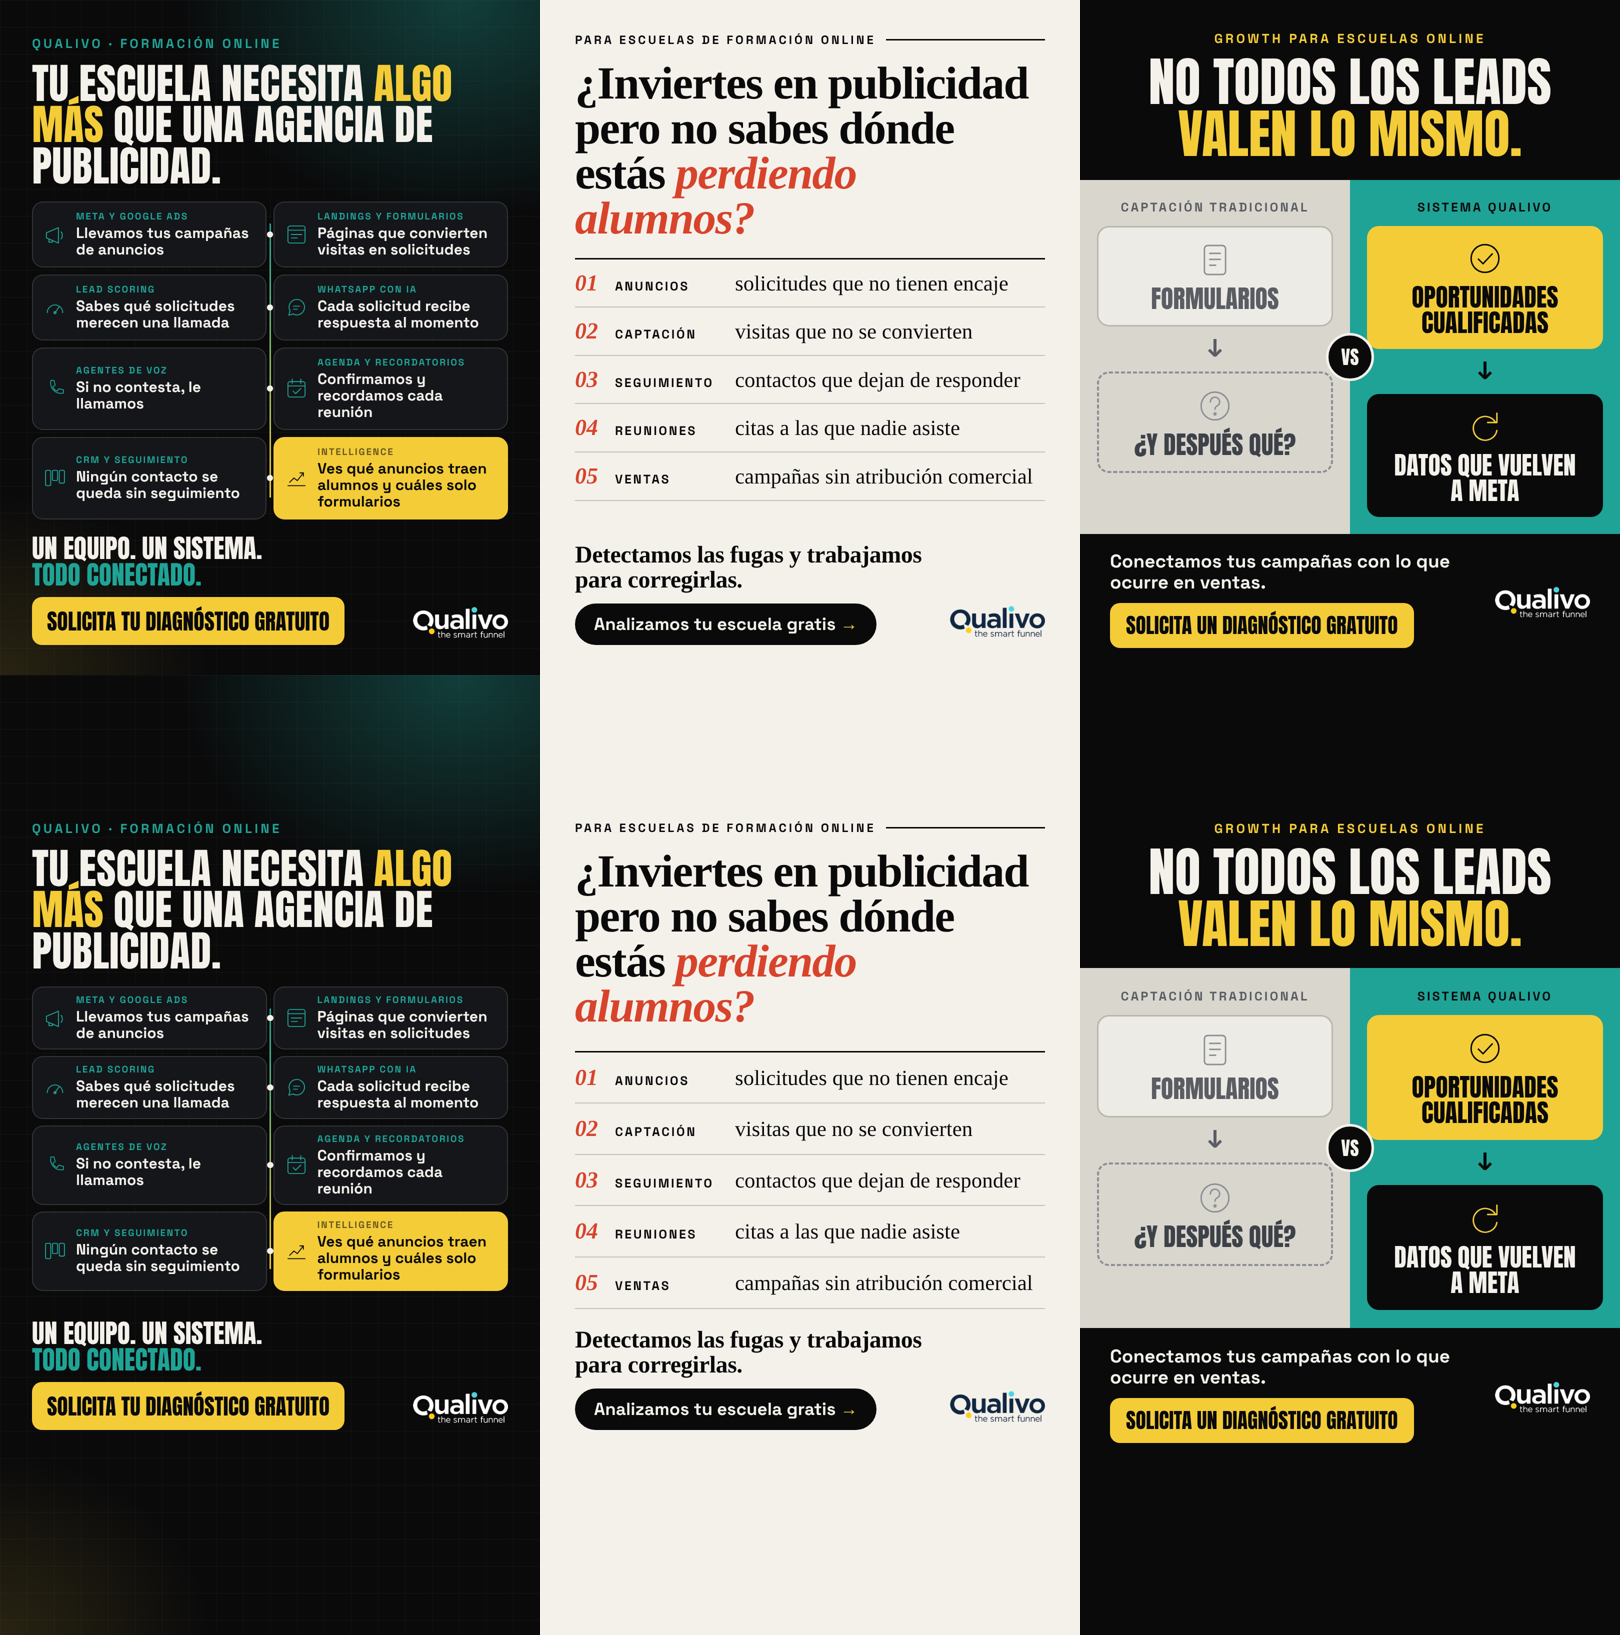 QUALIVO · FORMACIÓN ONLINE
TU ESCUELA NECESITA ALGO
MÁS QUE UNA AGENCIA DE
PUBLICIDAD.
META Y GOOGLE ADS
Llevamos tus campañas
de anuncios
LANDINGS Y FORMULARIOS
Páginas que convierten
visitas en solicitudes
LEAD SCORING
Sabes qué solicitudes
merecen una llamada
WHATSAPP CON IA
Cada solicitud recibe
respuesta al momento
AGENTES DE VOZ
Si no contesta, le
llamamos
AGENDA Y RECORDATORIOS
Confirmamos y
recordamos cada
reunión
CRM Y SEGUIMIENTO
Ningún contacto se
queda sin seguimiento
INTELLIGENCE
Ves qué anuncios traen
alumnos y cuáles solo
formularios
UN EQUIPO. UN SISTEMA.
TODO CONECTADO.
SOLICITA TU DIAGNÓSTICO GRATUITO
Qualivo
the smart funnel
PARA ESCUELAS DE FORMACIÓN ONLINE
¿Inviertes en publicidad
pero no sabes dónde
estás perdiendo
alumnos?
01 ANUNCIOS solicitudes que no tienen encaje
02 CAPTACIÓN visitas que no se convierten
03 SEGUIMIENTO contactos que dejan de responder
04 REUNIONES citas a las que nadie asiste
05 VENTAS campañas sin atribución comercial
Detectamos las fugas y trabajamos
para corregirlas.
Analizamos tu escuela gratis →
Qualivo
the smart funnel
GROWTH PARA ESCUELAS ONLINE
NO TODOS LOS LEADS
VALEN LO MISMO.
CAPTACIÓN TRADICIONAL
FORMULARIOS
¿Y DESPUÉS QUÉ?
VS
SISTEMA QUALIVO
OPORTUNIDADES
CUALIFICADAS
DATOS QUE VUELVEN
A META
Conectamos tus campañas con lo que
ocurre en ventas.
SOLICITA UN DIAGNÓSTICO GRATUITO
Qualivo
the smart funnel
QUALIVO · FORMACIÓN ONLINE
TU ESCUELA NECESITA ALGO
MÁS QUE UNA AGENCIA DE
PUBLICIDAD.
META Y GOOGLE ADS
Llevamos tus campañas
de anuncios
LANDINGS Y FORMULARIOS
Páginas que convierten
visitas en solicitudes
LEAD SCORING
Sabes qué solicitudes
merecen una llamada
WHATSAPP CON IA
Cada solicitud recibe
respuesta al momento
AGENTES DE VOZ
Si no contesta, le
llamamos
AGENDA Y RECORDATORIOS
Confirmamos y
recordamos cada
reunión
CRM Y SEGUIMIENTO
Ningún contacto se
queda sin seguimiento
INTELLIGENCE
Ves qué anuncios traen
alumnos y cuáles solo
formularios
UN EQUIPO. UN SISTEMA.
TODO CONECTADO.
SOLICITA TU DIAGNÓSTICO GRATUITO
Qualivo
the smart funnel
PARA ESCUELAS DE FORMACIÓN ONLINE
¿Inviertes en publicidad
pero no sabes dónde
estás perdiendo
alumnos?
01 ANUNCIOS solicitudes que no tienen encaje
02 CAPTACIÓN visitas que no se convierten
03 SEGUIMIENTO contactos que dejan de responder
04 REUNIONES citas a las que nadie asiste
05 VENTAS campañas sin atribución comercial
Detectamos las fugas y trabajamos
para corregirlas.
Analizamos tu escuela gratis →
Qualivo
the smart funnel
GROWTH PARA ESCUELAS ONLINE
NO TODOS LOS LEADS
VALEN LO MISMO.
CAPTACIÓN TRADICIONAL
FORMULARIOS
¿Y DESPUÉS QUÉ?
VS
SISTEMA QUALIVO
OPORTUNIDADES
CUALIFICADAS
DATOS QUE VUELVEN
A META
Conectamos tus campañas con lo que
ocurre en ventas.
SOLICITA UN DIAGNÓSTICO GRATUITO
Qualivo
the smart funnel